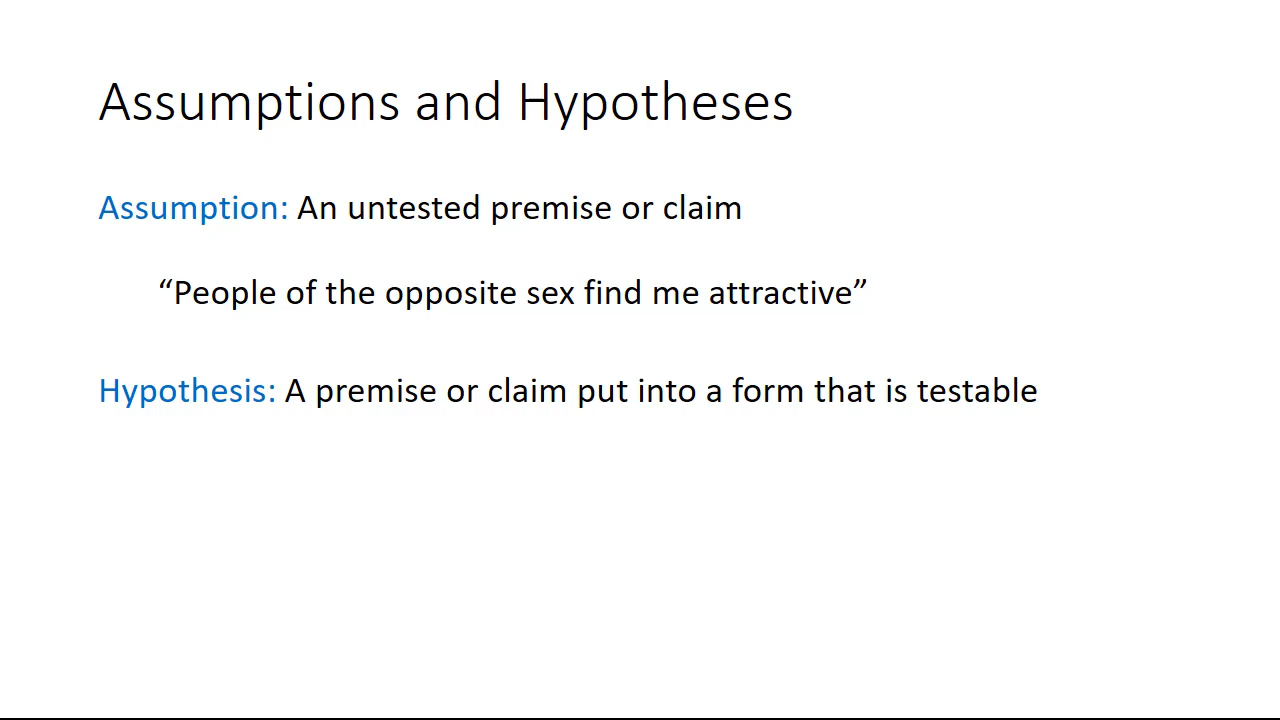 Assumptions and Hypotheses
Assumption: An untested premise or claim
“People of the opposite sex find me attractive”
Hypothesis: A premise or claim put into a form that is testable